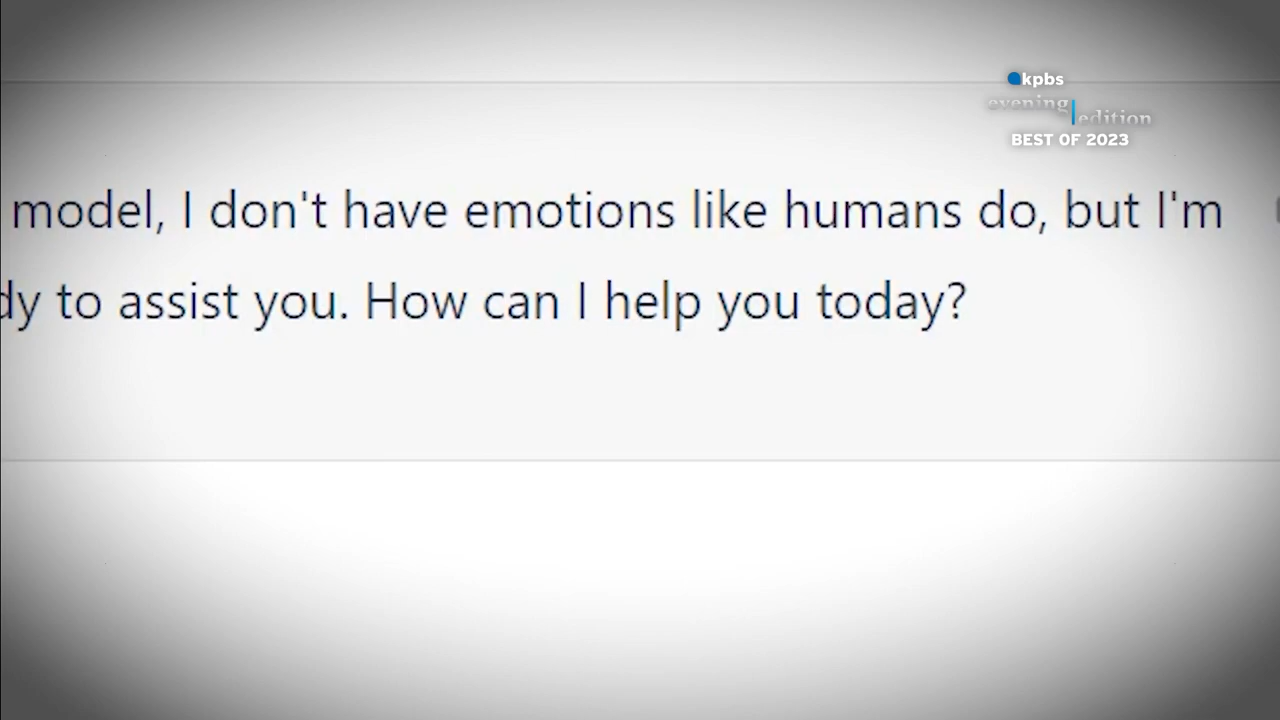 kpbs
evening edition
BEST OF 2023
model, I don't have emotions like humans do, but I'm
dy to assist you. How can I help you today?